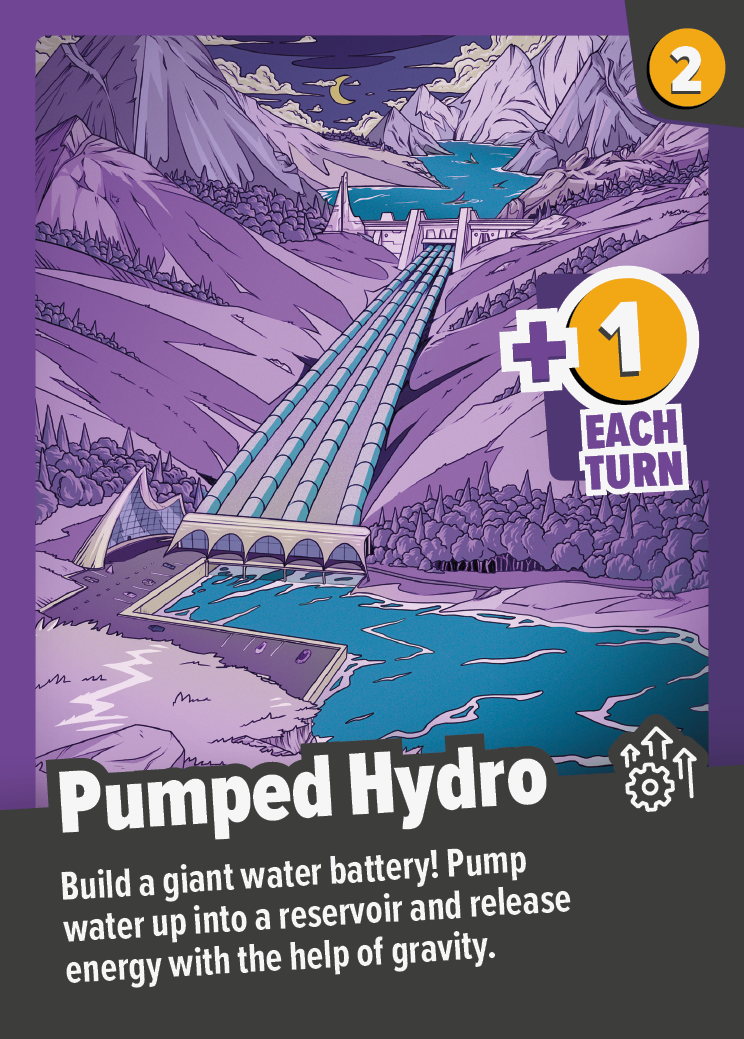 2
+1
EACH
TURN
Pumped Hydro
Build a giant water battery! Pump
water up into a reservoir and release
energy with the help of gravity.